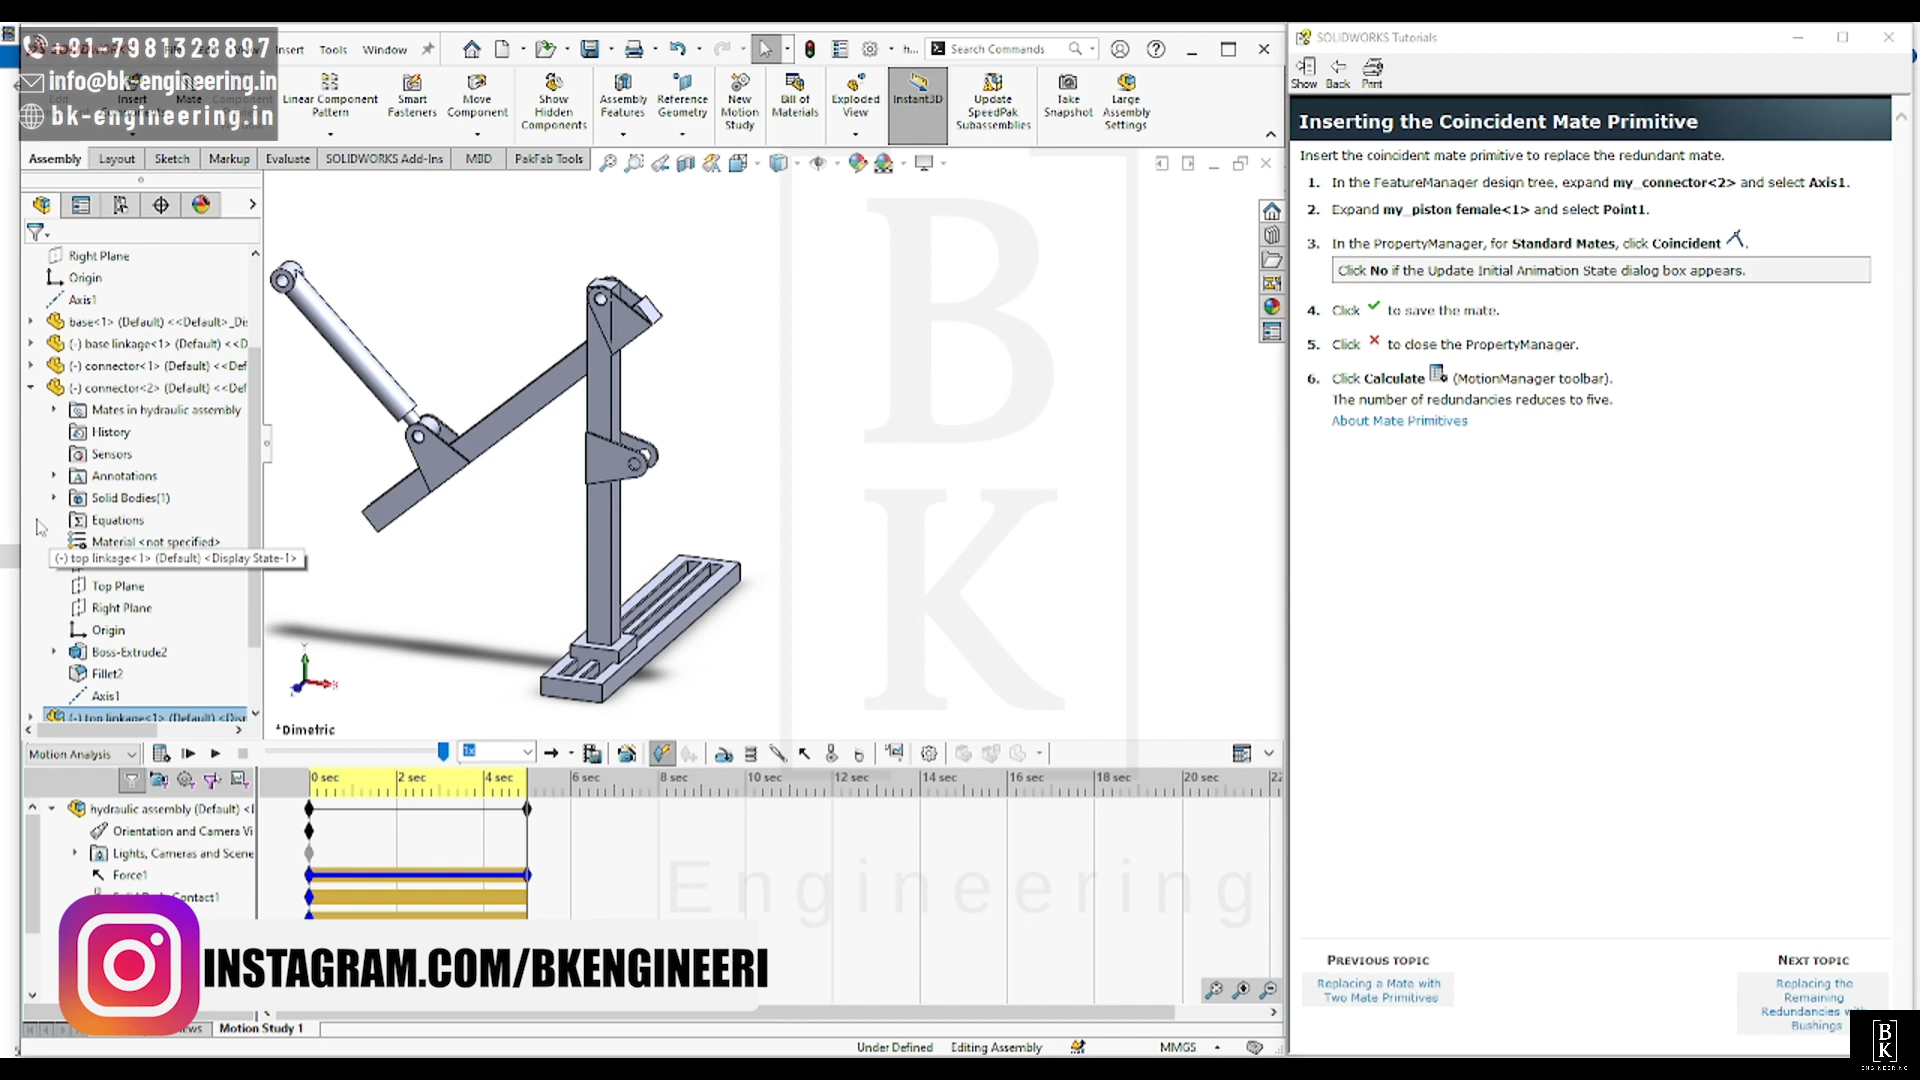 +91-7981328897
info@bk-engineering.in
bk-engineering.in
Insert
Tools
Window
h...
Search Commands
Insert
Mate
Linear Component
Pattern
Smart
Fasteners
Move
Component
Show
Hidden
Components
Assembly
Features
Reference
Geometry
New
Motion
Study
Bill of
Materials
Exploded
View
Instant3D
Update
SpeedPak
Subassemblies
Take
Snapshot
Large
Assembly
Settings
Assembly
Layout
Sketch
Markup
Evaluate
SOLIDWORKS Add-Ins
MBD
PakFab Tools
Right Plane
Origin
Axis1
base<1> (Default) <<Default>_Di
(-) base linkage<1> (Default) <<D
(-) connector<1> (Default) <<Def
(-) connector<2> (Default) <<Def
Mates in hydraulic assembly
History
Sensors
Annotations
Solid Bodies(1)
Equations
Material <not specified>
(-) top linkage<1> (Default) <Display State-1>
Top Plane
Right Plane
Origin
Boss-Extrude2
Fillet2
Axis1
(-) top linkage<1> (Default) <Disp
*Dimetric
B
K
Engineering
Motion Analysis
1x
0 sec
2 sec
4 sec
6 sec
8 sec
10 sec
12 sec
14 sec
16 sec
18 sec
20 sec
22
hydraulic assembly (Default) <
Orientation and Camera Vi
Lights, Cameras and Scene
Force1
Contact1
INSTAGRAM.COM/BKENGINEERI
Motion Study 1
Under Defined
Editing Assembly
MMGS
SOLIDWORKS Tutorials
Show
Back
Print
Inserting the Coincident Mate Primitive
Insert the coincident mate primitive to replace the redundant mate.
1. In the FeatureManager design tree, expand my_connector<2> and select Axis1.
2. Expand my_piston female<1> and select Point1.
3. In the PropertyManager, for Standard Mates, click Coincident .
Click No if the Update Initial Animation State dialog box appears.
4. Click to save the mate.
5. Click to close the PropertyManager.
6. Click Calculate (MotionManager toolbar).
The number of redundancies reduces to five.
About Mate Primitives
PREVIOUS TOPIC
Replacing a Mate with
Two Mate Primitives
NEXT TOPIC
Replacing the
Remaining
Redundancies with
Bushings
B
K
ENGINEERING